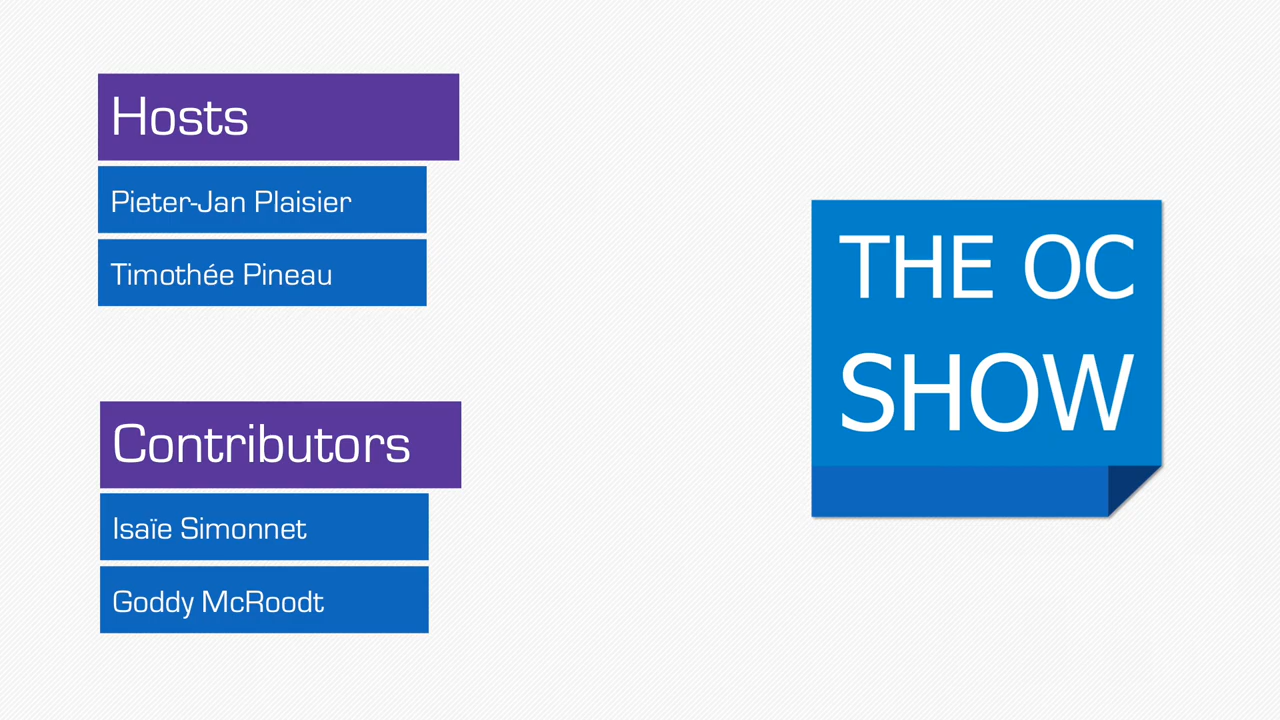 Hosts
Pieter-Jan Plaisier
Timothée Pineau
Contributors
Isaïe Simonnet
Goddy McRoodt
THE OC
SHOW